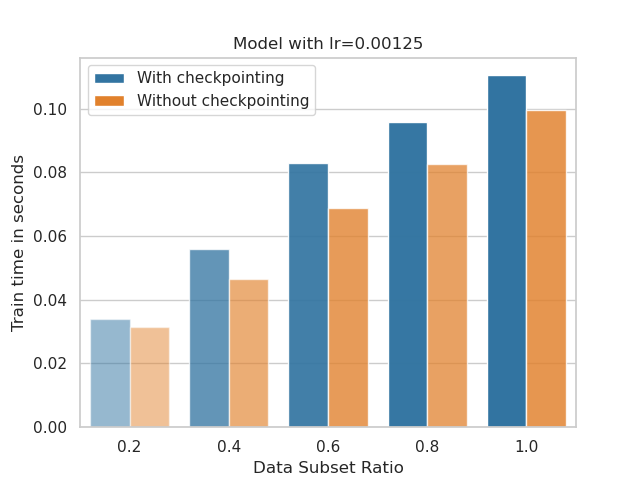 Model with lr=0.00125
With checkpointing
Without checkpointing
Train time in seconds
0.10
0.08
0.06
0.04
0.02
0.00
0.2 0.4 0.6 0.8 1.0
Data Subset Ratio